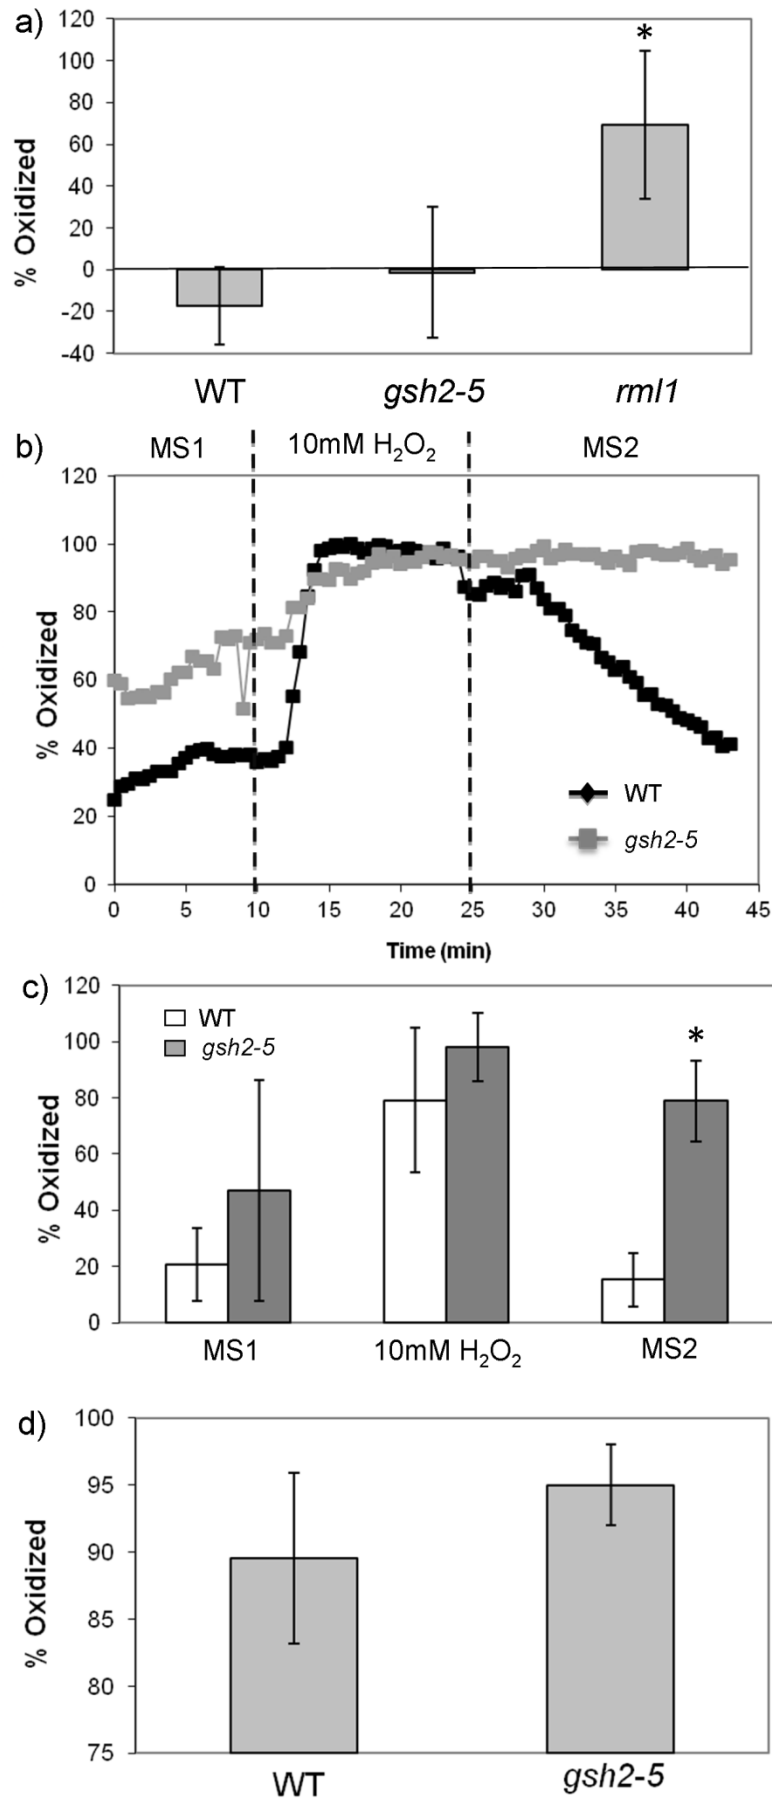 a)
120
100
80
60
40
20
0
-20
-40
% Oxidized
*
WT gsh2-5 rml1
b)
MS1 10mM H₂O₂ MS2
120
100
80
60
40
20
0
% Oxidized
WT
gsh2-5
0 5 10 15 20 25 30 35 40 45
Time (min)
c)
120
100
80
60
40
20
0
% Oxidized
WT
gsh2-5
*
MS1 10mM H₂O₂ MS2
d)
100
95
90
85
80
75
% Oxidized
WT gsh2-5